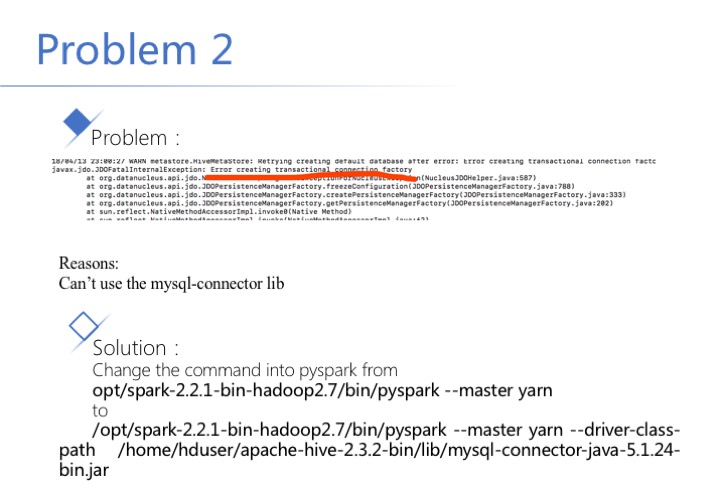 Problem 2
Problem :
18/04/13 23:00:27 WARN metastore.HiveMetaStore: Retrying creating default database after error: Error creating transactional connection facto
javax.jdo.JDOFatalInternalException: Error creating transactional connection factory
at org.datanucleus.api.jdo.(NucleusJDOHelper.java:587)
at org.datanucleus.api.jdo.JDOPersistenceManagerFactory.freezeConfiguration(JDOPersistenceManagerFactory.java:788)
at org.datanucleus.api.jdo.JDOPersistenceManagerFactory.createPersistenceManagerFactory(JDOPersistenceManagerFactory.java:333)
at org.datanucleus.api.jdo.JDOPersistenceManagerFactory.getPersistenceManagerFactory(JDOPersistenceManagerFactory.java:202)
at sun.reflect.NativeMethodAccessorImpl.invoke0(Native Method)
Reasons:
Can't use the mysql-connector lib
Solution :
Change the command into pyspark from
opt/spark-2.2.1-bin-hadoop2.7/bin/pyspark --master yarn
to
/opt/spark-2.2.1-bin-hadoop2.7/bin/pyspark --master yarn --driver-class-
path /home/hduser/apache-hive-2.3.2-bin/lib/mysql-connector-java-5.1.24-
bin.jar